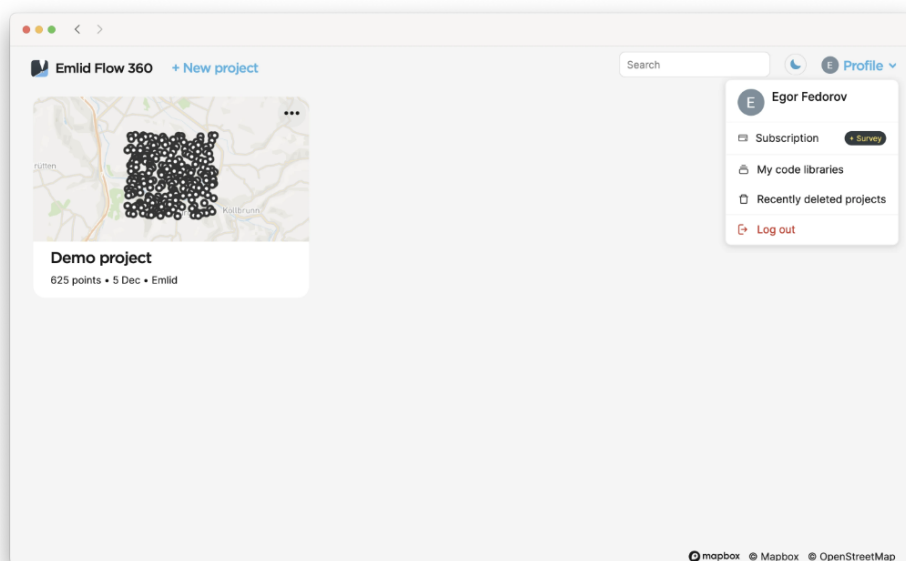 Emlid Flow 360
+ New project
Search
E Profile
E Egor Fedorov
Subscription + Survey
My code libraries
Recently deleted projects
Log out
Kollbrunn
Demo project
625 points • 5 Dec • Emlid
mapbox © Mapbox © OpenStreetMap